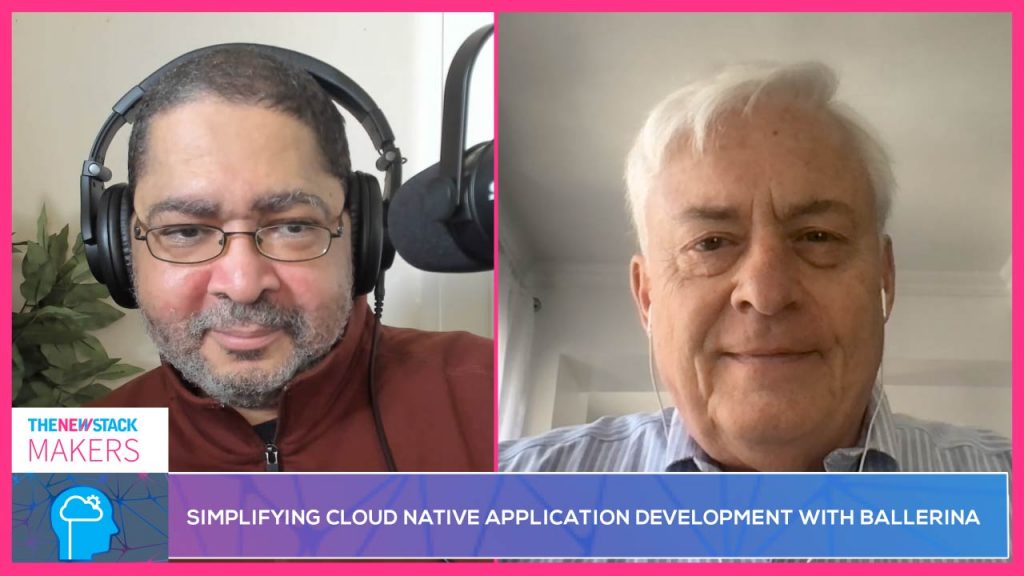 THENEWSTACK
MAKERS
SIMPLIFYING CLOUD NATIVE APPLICATION DEVELOPMENT WITH BALLERINA